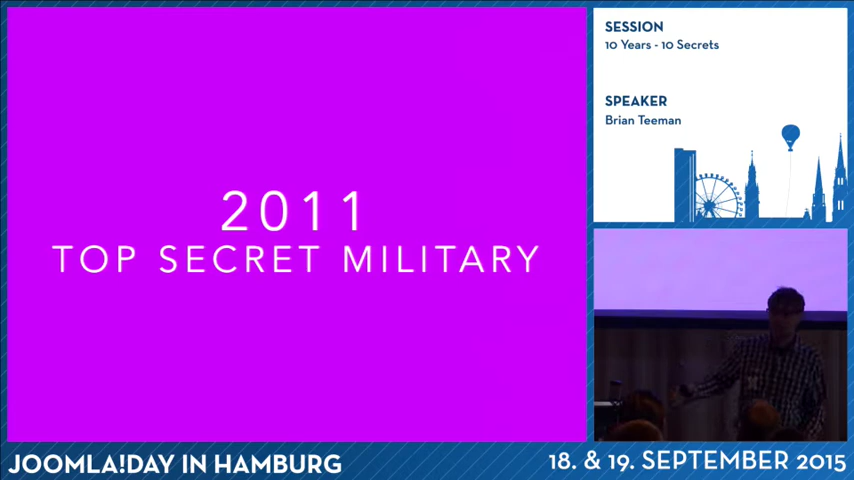 2011
TOP SECRET MILITARY
SESSION
10 Years - 10 Secrets
SPEAKER
Brian Teeman
JOOMLA!DAY IN HAMBURG
18. & 19. SEPTEMBER 2015